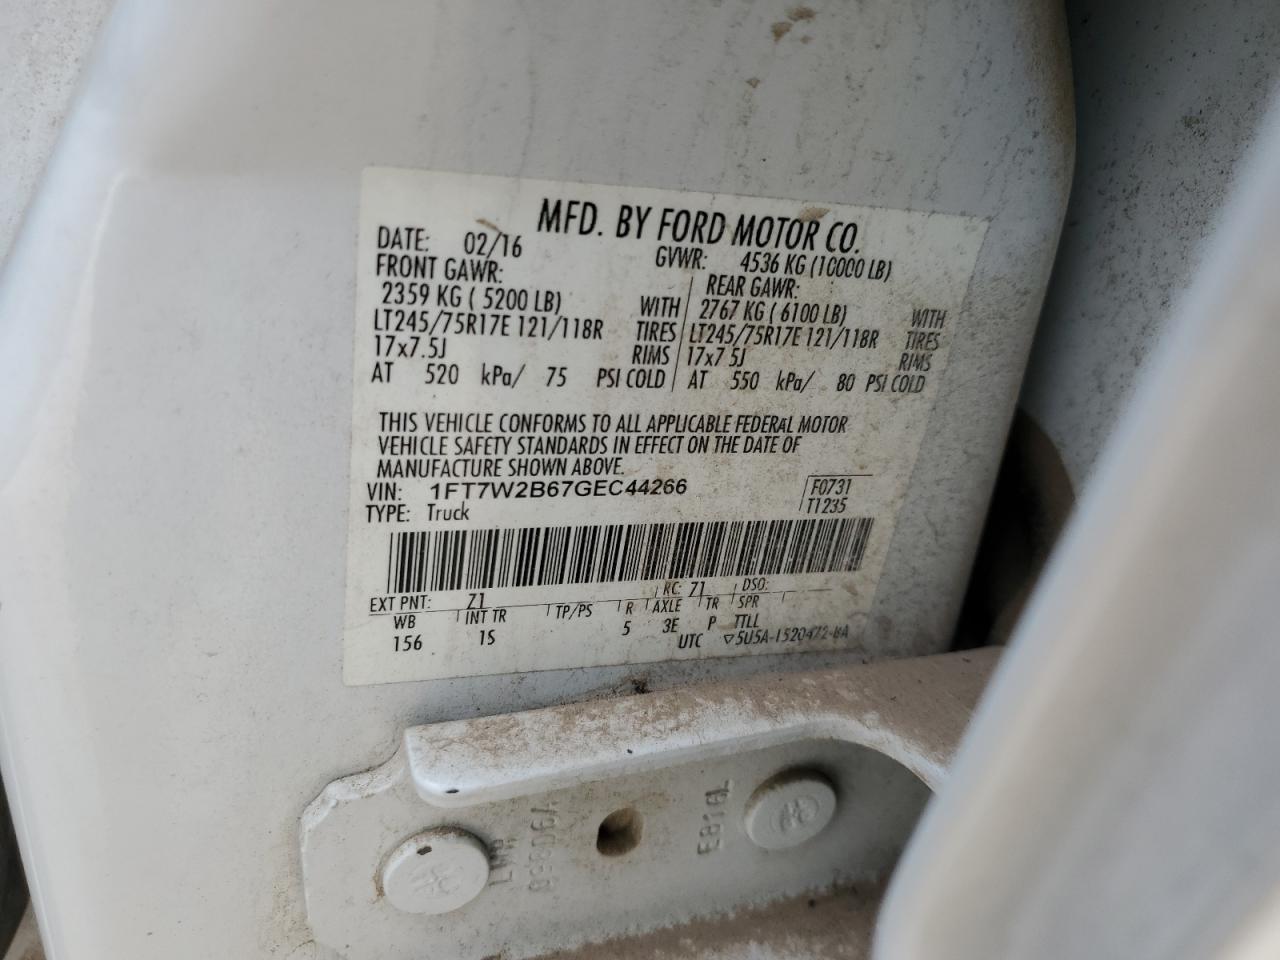 MFD. BY FORD MOTOR CO.
DATE: 02/16 GVWR: 4536 KG (10000 LB)
FRONT GAWR: REAR GAWR:
2359 KG ( 5200 LB) WITH 2767 KG ( 6100 LB) WITH
LT245/75R17E 121/118R TIRES LT245/75R17E 121/118R TIRES
17x7.5J RIMS 17x7.5J RIMS
AT 520 kPa/ 75 PSI COLD AT 550 kPa/ 80 PSI COLD
THIS VEHICLE CONFORMS TO ALL APPLICABLE FEDERAL MOTOR
VEHICLE SAFETY STANDARDS IN EFFECT ON THE DATE OF
MANUFACTURE SHOWN ABOVE.
VIN: 1FT7W2B67GEC44266 F0731
TYPE: Truck T1235
EXT PNT: Z1 RC: Z1 DSO:
WB INT TR TP/PS R AXLE TR SPR
156 1S 5 3E P TTLL
UTC ▽5U5A-1520472-BA
E816L